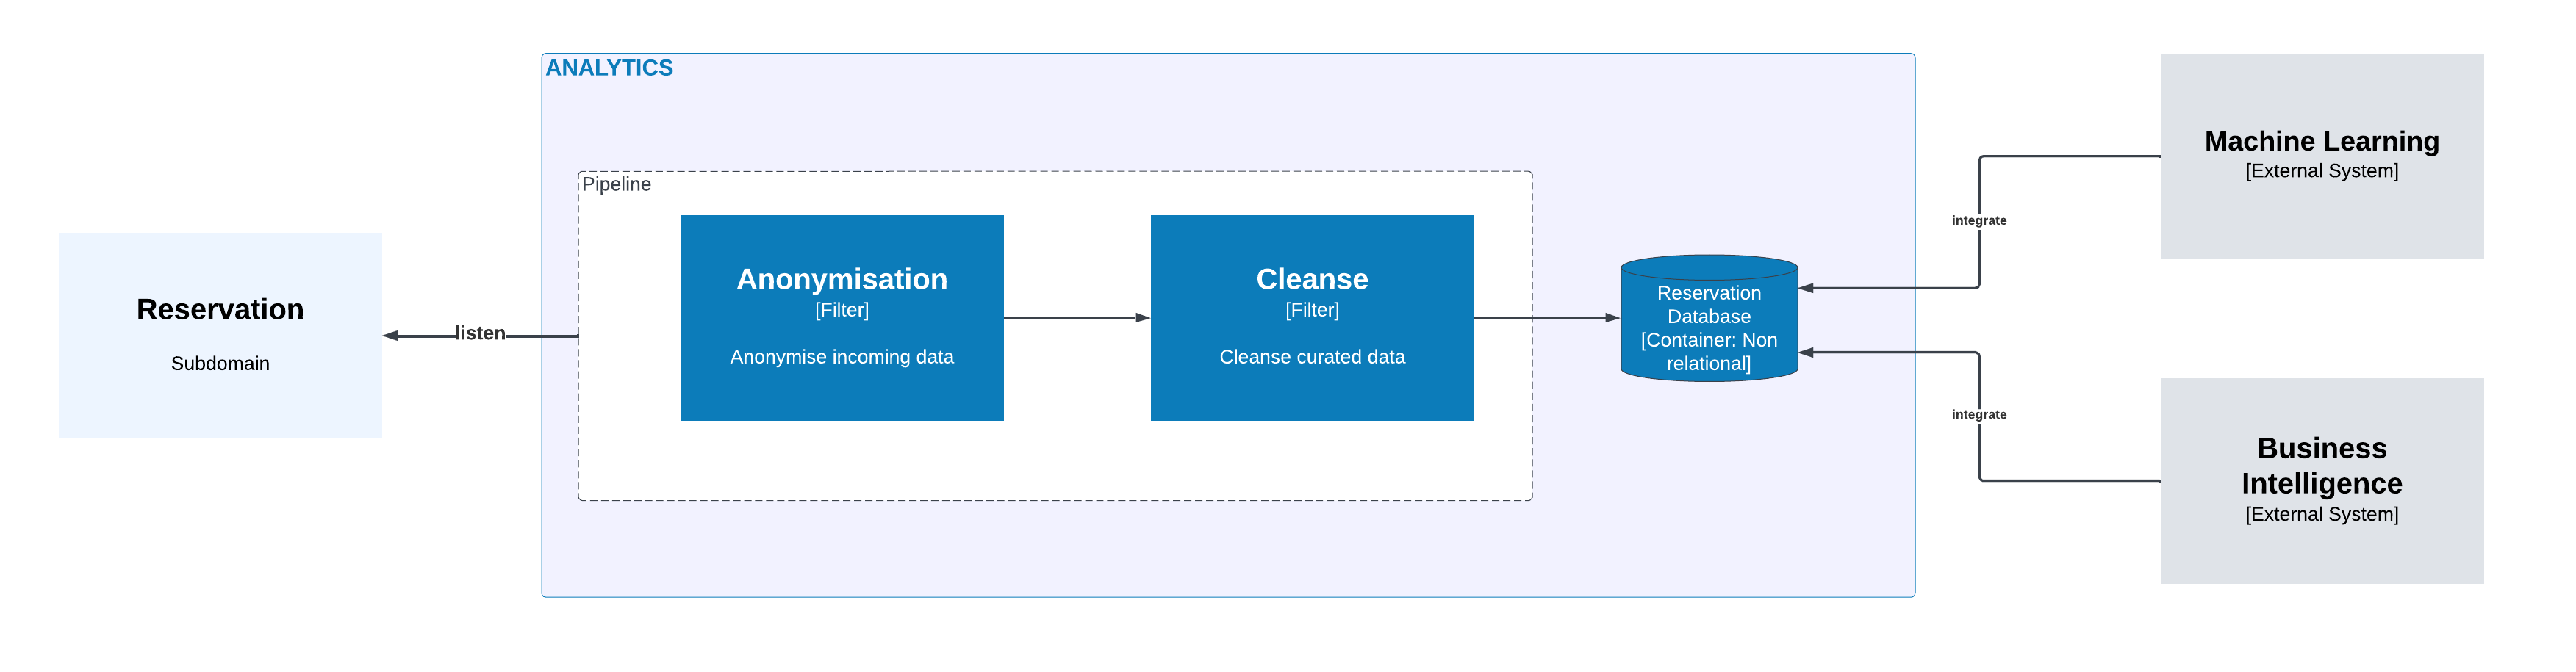 ANALYTICS
Pipeline
Reservation
Subdomain
listen
Anonymisation
[Filter]
Anonymise incoming data
Cleanse
[Filter]
Cleanse curated data
Reservation
Database
[Container: Non
relational]
integrate
integrate
Machine Learning
[External System]
Business
Intelligence
[External System]